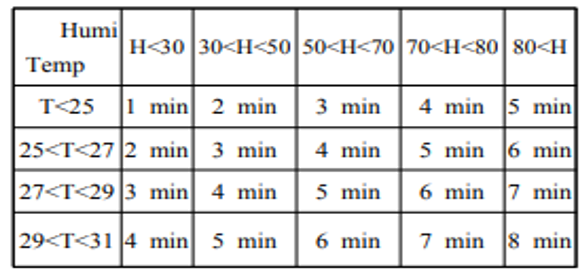 Humi
Temp
H<30 30<H<50 50<H<70 70<H<80 80<H
T<25 1 min 2 min 3 min 4 min 5 min
25<T<27 2 min 3 min 4 min 5 min 6 min
27<T<29 3 min 4 min 5 min 6 min 7 min
29<T<31 4 min 5 min 6 min 7 min 8 min